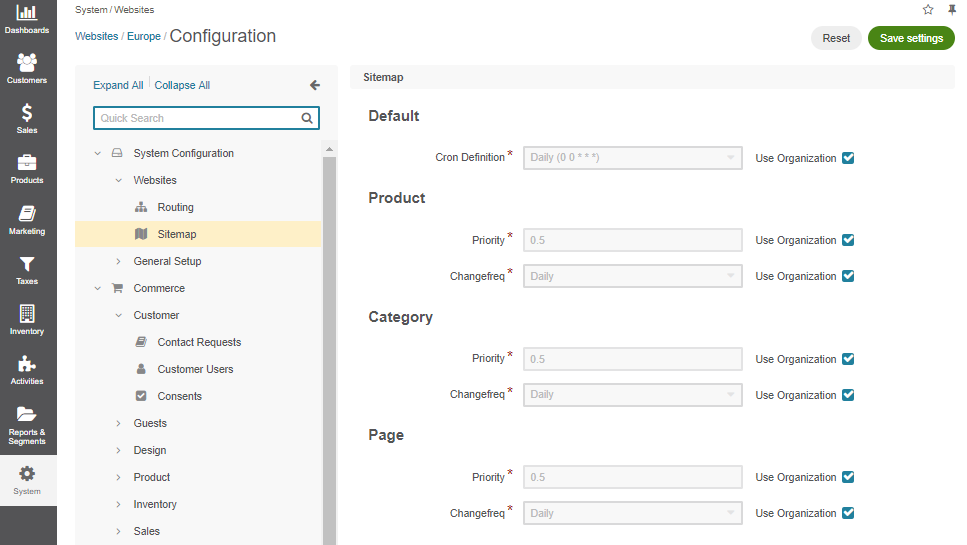 System / Websites
Websites / Europe / Configuration
Reset
Save settings
Dashboards
Customers
Sales
Products
Marketing
Taxes
Inventory
Activities
Reports &
Segments
System
Expand All
Collapse All
Quick Search
System Configuration
Websites
Routing
Sitemap
General Setup
Commerce
Customer
Contact Requests
Customer Users
Consents
Guests
Design
Product
Inventory
Sales
Sitemap
Default
Cron Definition * Daily (0 0 * * *) Use Organization
Product
Priority * 0.5 Use Organization
Changefreq * Daily Use Organization
Category
Priority * 0.5 Use Organization
Changefreq * Daily Use Organization
Page
Priority * 0.5 Use Organization
Changefreq * Daily Use Organization